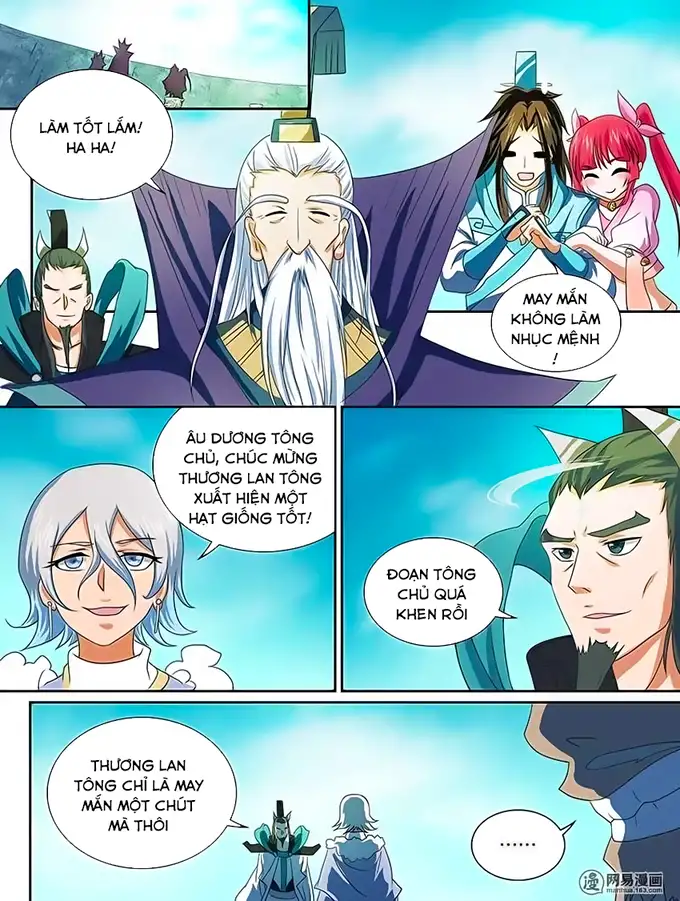 LÀM TỐT LẮM!
HA HA!
MAY MẮN
KHÔNG LÀM
NHỤC MỆNH
!
ÂU DƯƠNG TÔNG
CHỦ, CHÚC MỪNG
THƯƠNG LAN TÔNG
XUẤT HIỆN MỘT
HẠT GIỐNG TỐT!
ĐOẠN TÔNG
CHỦ QUÁ
KHEN RỒI
THƯƠNG LAN
TÔNG CHỈ LÀ MAY
MẮN MỘT CHÚT
MÀ THÔI
......
漫 网易漫画
manhua.163.com